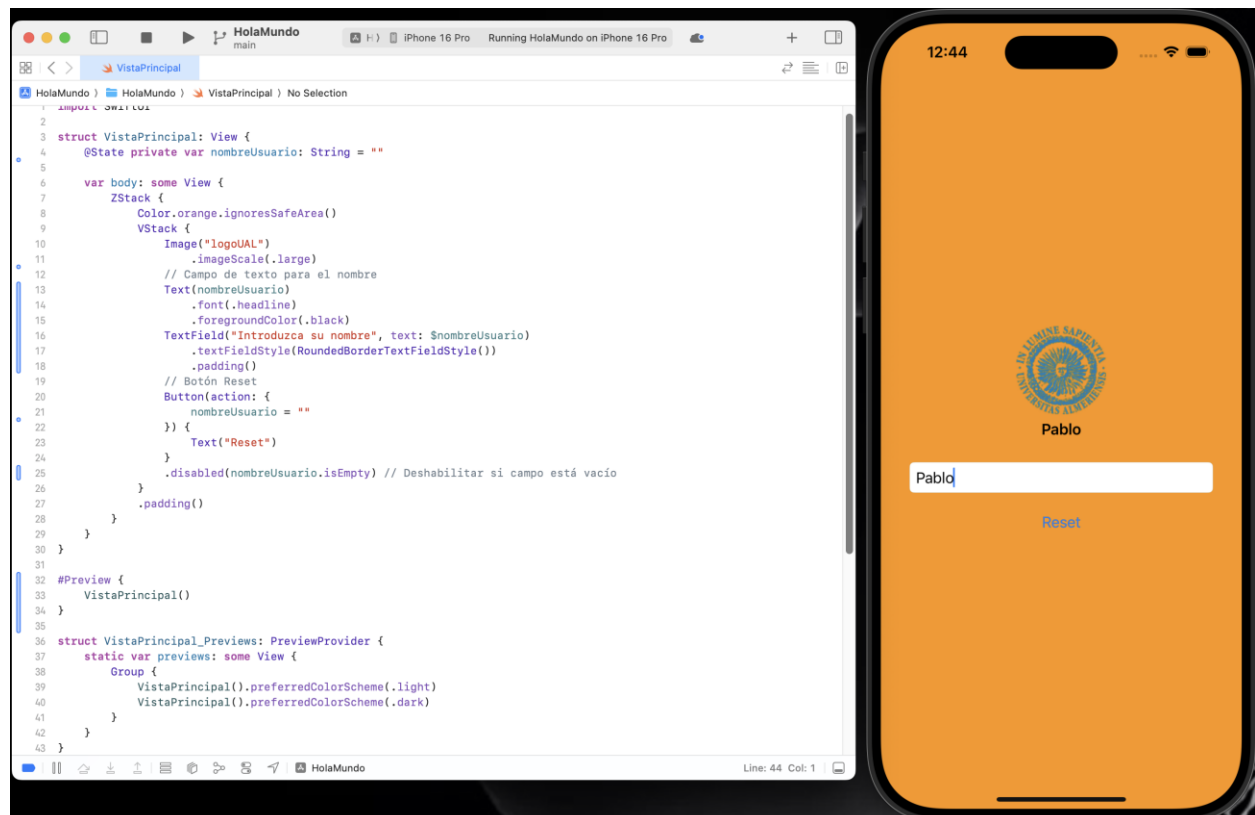 HolaMundo
main
H
iPhone 16 Pro
Running HolaMundo on iPhone 16 Pro
VistaPrincipal
HolaMundo
HolaMundo
VistaPrincipal
No Selection
1 import SwiftUI
2
3 struct VistaPrincipal: View {
4 @State private var nombreUsuario: String = ""
5
6 var body: some View {
7 ZStack {
8 Color.orange.ignoresSafeArea()
9 VStack {
10 Image("logoUAL")
11 .imageScale(.large)
12 // Campo de texto para el nombre
13 Text(nombreUsuario)
14 .font(.headline)
15 .foregroundColor(.black)
16 TextField("Introduzca su nombre", text: $nombreUsuario)
17 .textFieldStyle(RoundedBorderTextFieldStyle())
18 .padding()
19 // Botón Reset
20 Button(action: {
21 nombreUsuario = ""
22 }) {
23 Text("Reset")
24 }
25 .disabled(nombreUsuario.isEmpty) // Deshabilitar si campo está vacío
26 }
27 .padding()
28 }
29 }
30 }
31
32 #Preview {
33 VistaPrincipal()
34 }
35
36 struct VistaPrincipal_Previews: PreviewProvider {
37 static var previews: some View {
38 Group {
39 VistaPrincipal().preferredColorScheme(.light)
40 VistaPrincipal().preferredColorScheme(.dark)
41 }
42 }
43 }
HolaMundo
Line: 44 Col: 1
12:44
IN LUMINE SAPIENTIA
UNIVERSITAS ALMERIENSIS
Pablo
Pablo
Reset